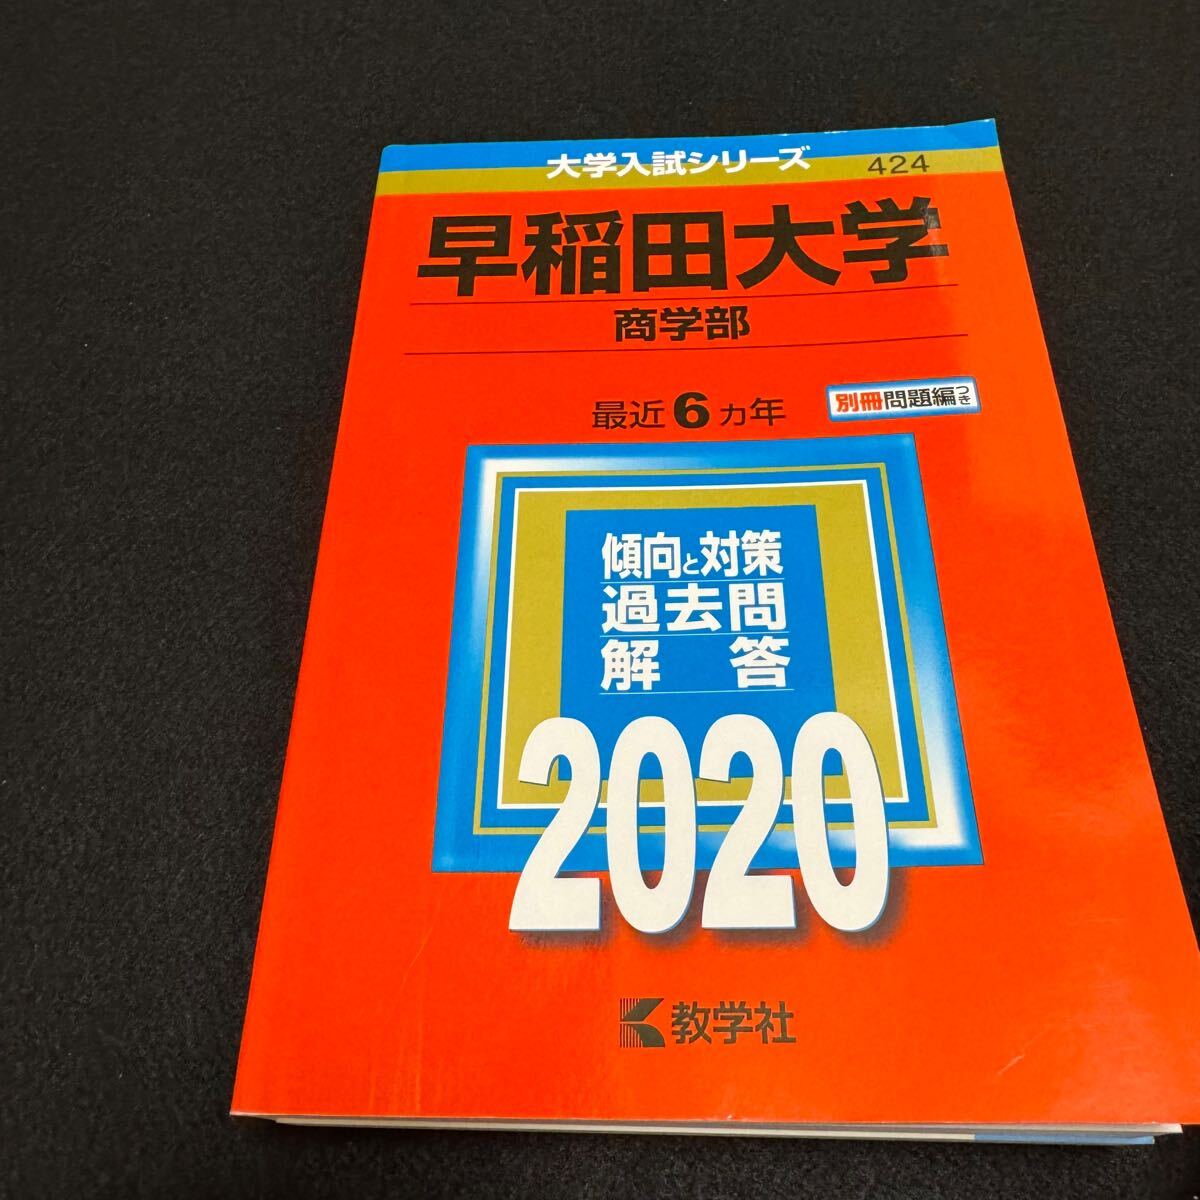 大学入試シリーズ 424
早稲田大学
商学部
最近6カ年 別冊問題編つき
傾向と対策
過去問
解答
2020
教学社